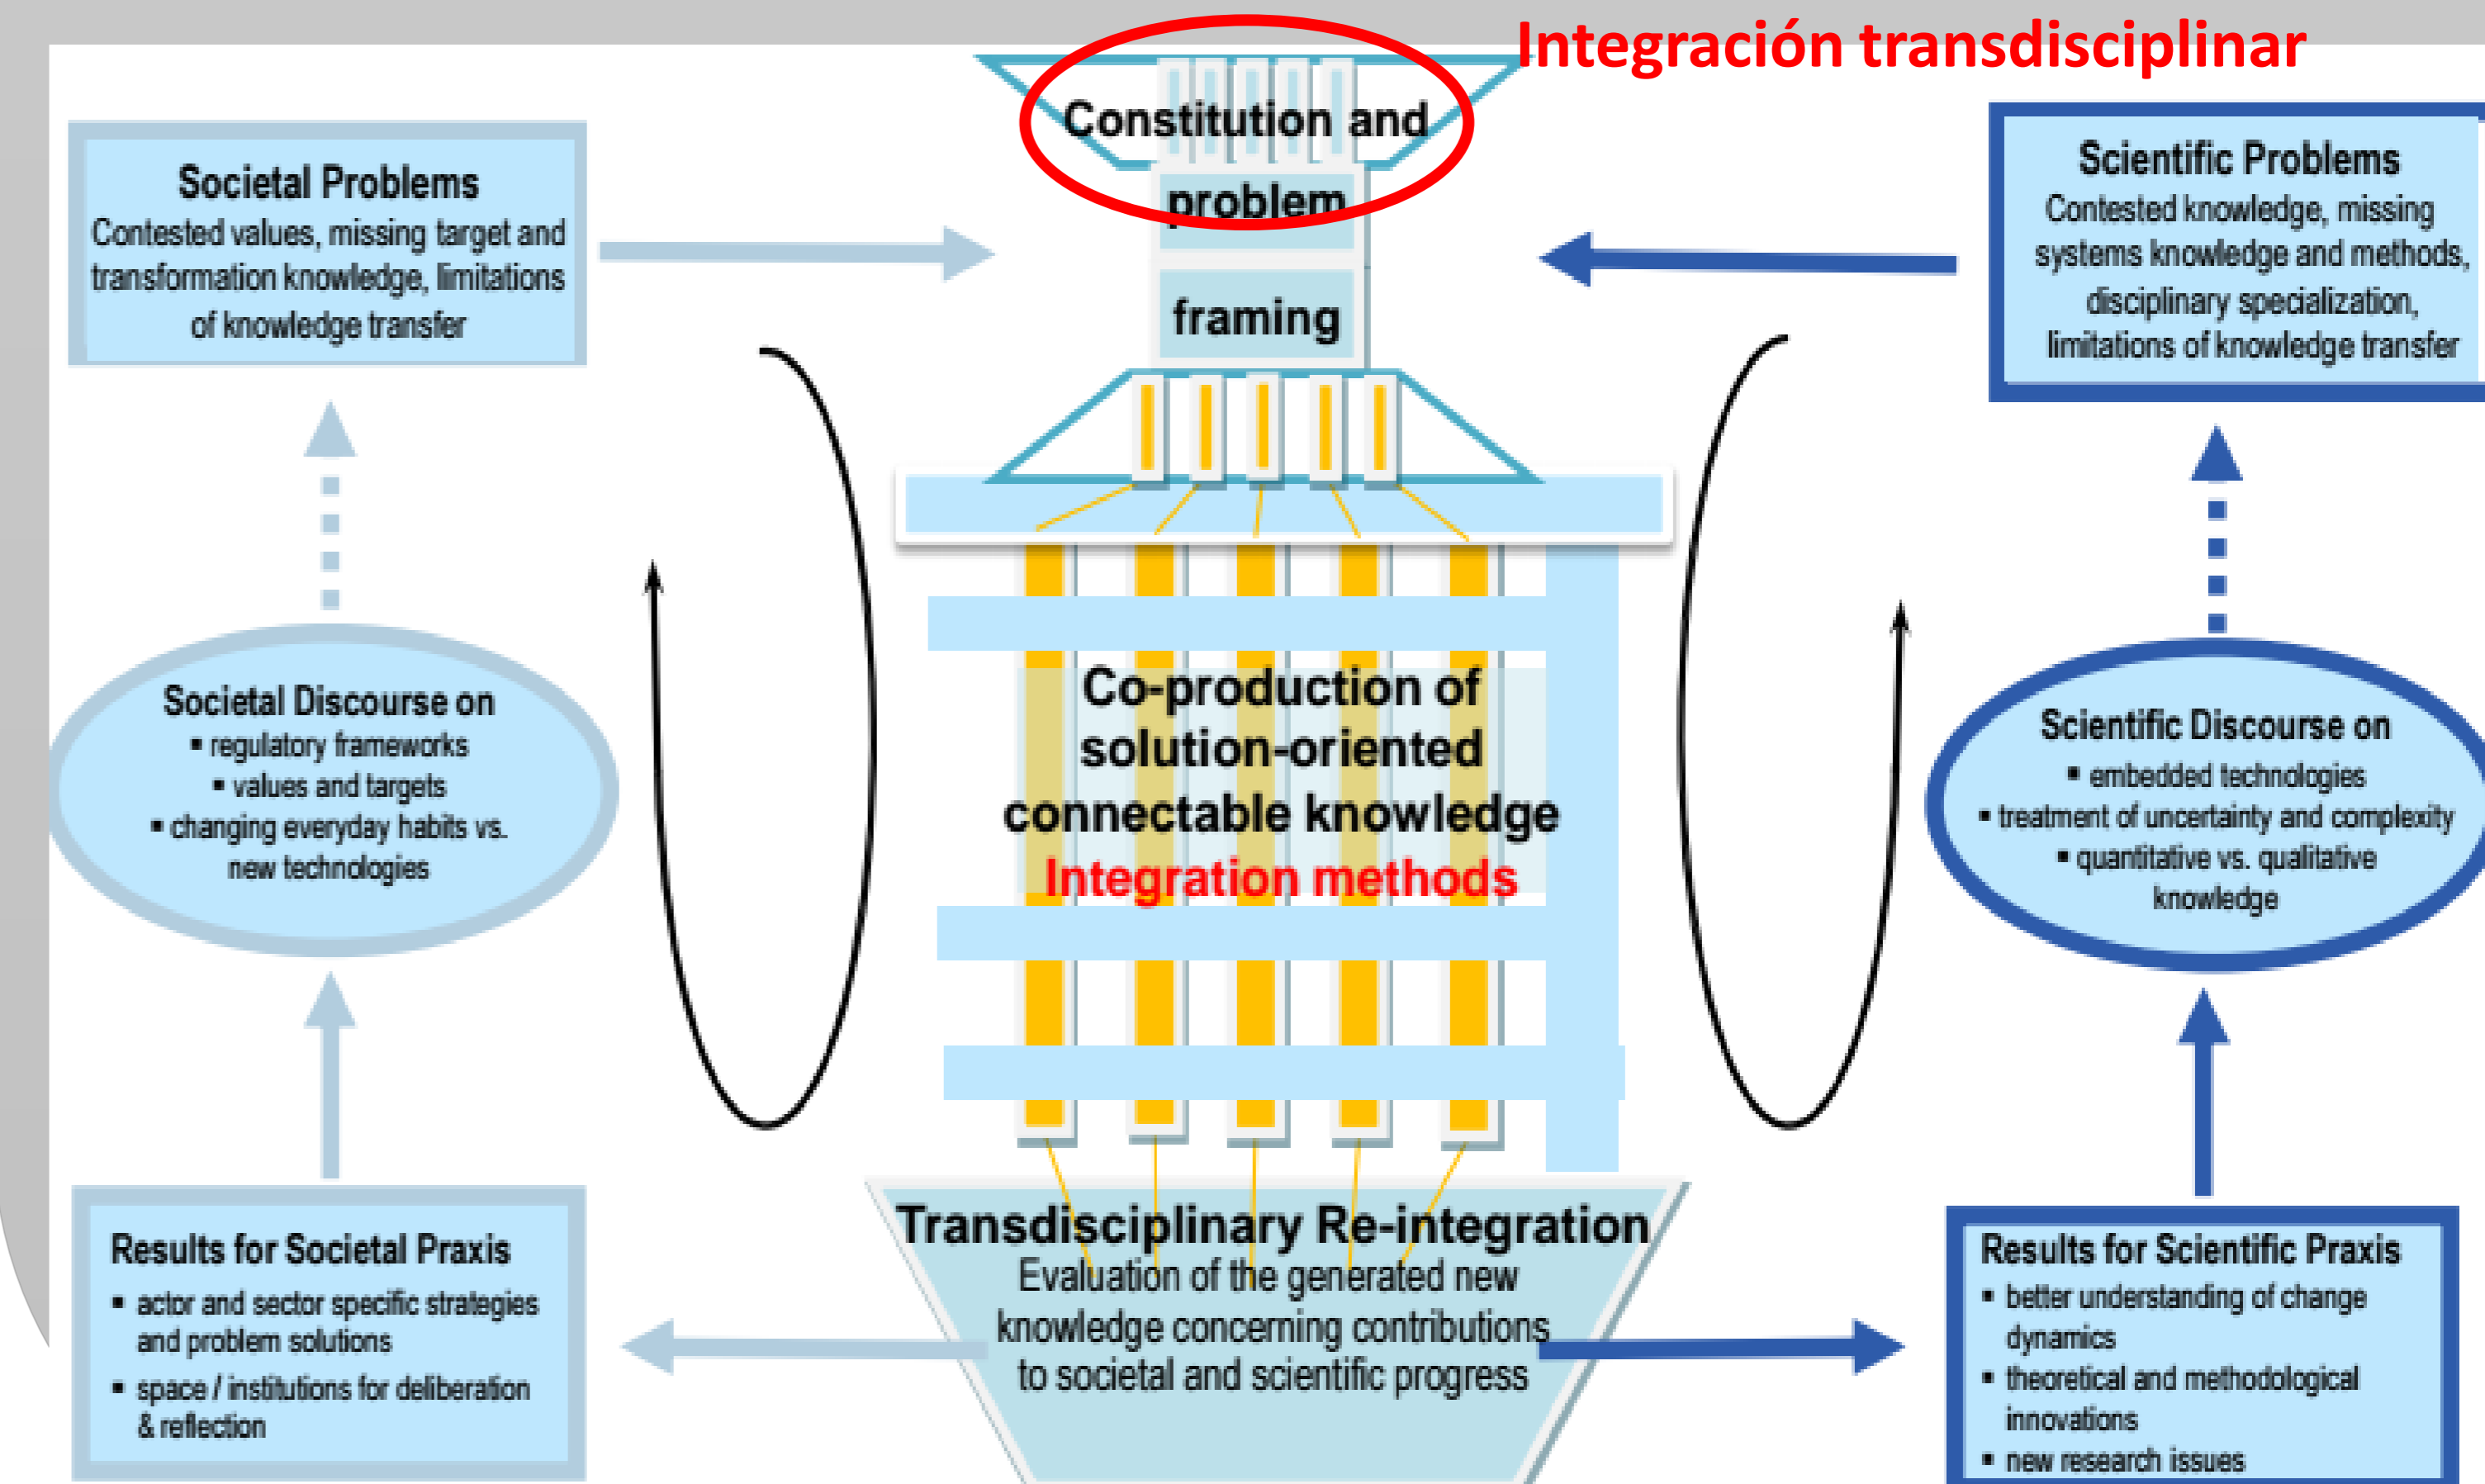 Integración transdisciplinar
Constitution and
problem
framing
Societal Problems
Contested values, missing target and
transformation knowledge, limitations
of knowledge transfer
Scientific Problems
Contested knowledge, missing
systems knowledge and methods,
disciplinary specialization,
limitations of knowledge transfer
Societal Discourse on
▪ regulatory frameworks
▪ values and targets
▪ changing everyday habits vs.
new technologies
Co-production of
solution-oriented
connectable knowledge
Integration methods
Scientific Discourse on
▪ embedded technologies
▪ treatment of uncertainty and complexity
▪ quantitative vs. qualitative
knowledge
Results for Societal Praxis
▪ actor and sector specific strategies
and problem solutions
▪ space / institutions for deliberation
& reflection
Transdisciplinary Re-integration
Evaluation of the generated new
knowledge concerning contributions
to societal and scientific progress
Results for Scientific Praxis
▪ better understanding of change
dynamics
▪ theoretical and methodological
innovations
▪ new research issues